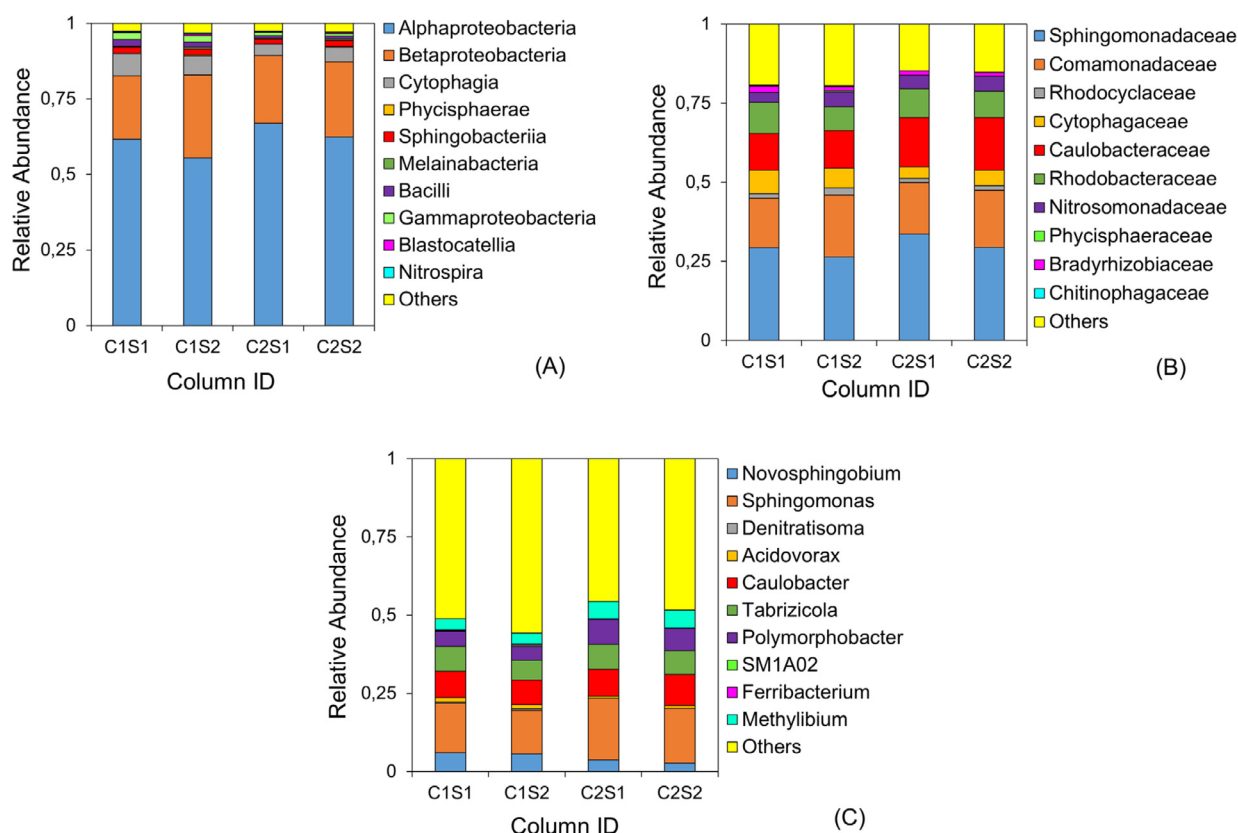 1
0,75
0,5
0,25
0
Relative Abundance
C1S1 C1S2 C2S1 C2S2
Column ID
Alphaproteobacteria
Betaproteobacteria
Cytophagia
Phycisphaerae
Sphingobacteriia
Melainabacteria
Bacilli
Gammaproteobacteria
Blastocatellia
Nitrospira
Others
(A)
1
0,75
0,5
0,25
0
Relative Abundance
C1S1 C1S2 C2S1 C2S2
Column ID
Sphingomonadaceae
Comamonadaceae
Rhodocyclaceae
Cytophagaceae
Caulobacteraceae
Rhodobacteraceae
Nitrosomonadaceae
Phycisphaeraceae
Bradyrhizobiaceae
Chitinophagaceae
Others
(B)
1
0,75
0,5
0,25
0
Relative Abundance
C1S1 C1S2 C2S1 C2S2
Column ID
Novosphingobium
Sphingomonas
Denitratisoma
Acidovorax
Caulobacter
Tabrizicola
Polymorphobacter
SM1A02
Ferribacterium
Methylibium
Others
(C)